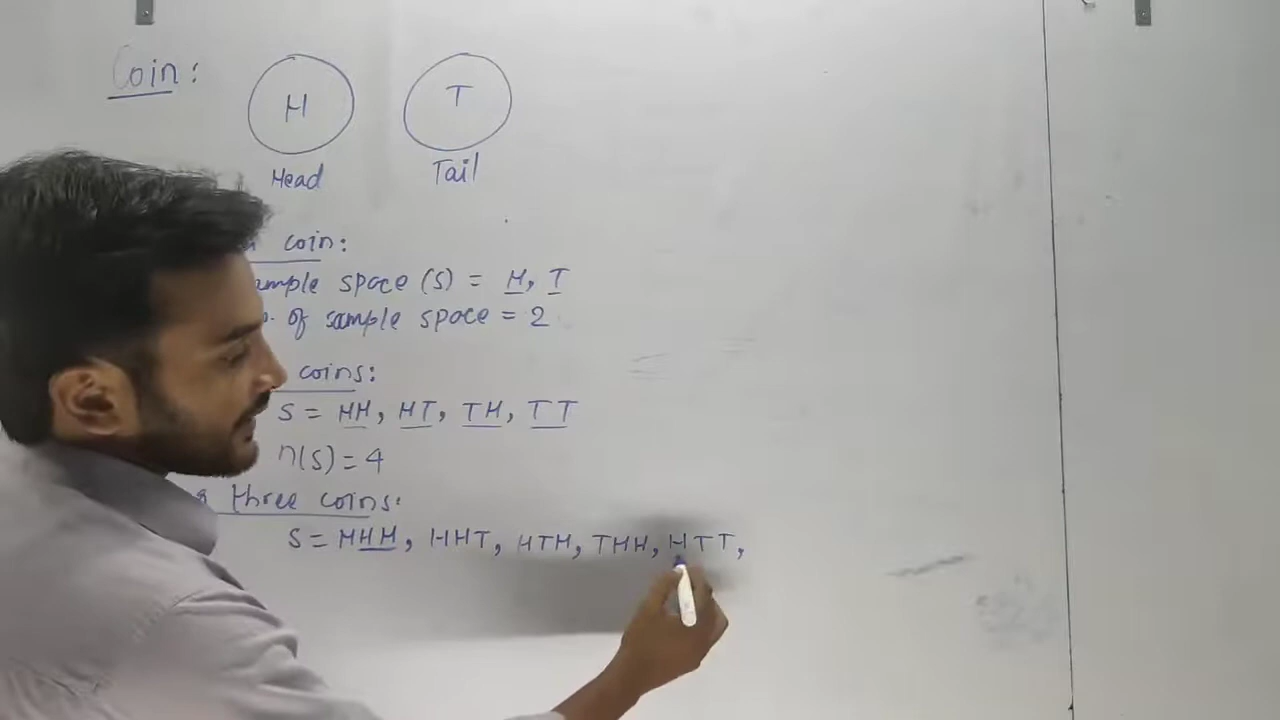 Coin:
H T
Head Tail
coin:
ample space (S) = H, T
. of sample space = 2
coins:
S = HH, HT, TH, TT
n(S) = 4
three coins:
S = HHH, HHT, HTH, THH, HTT,